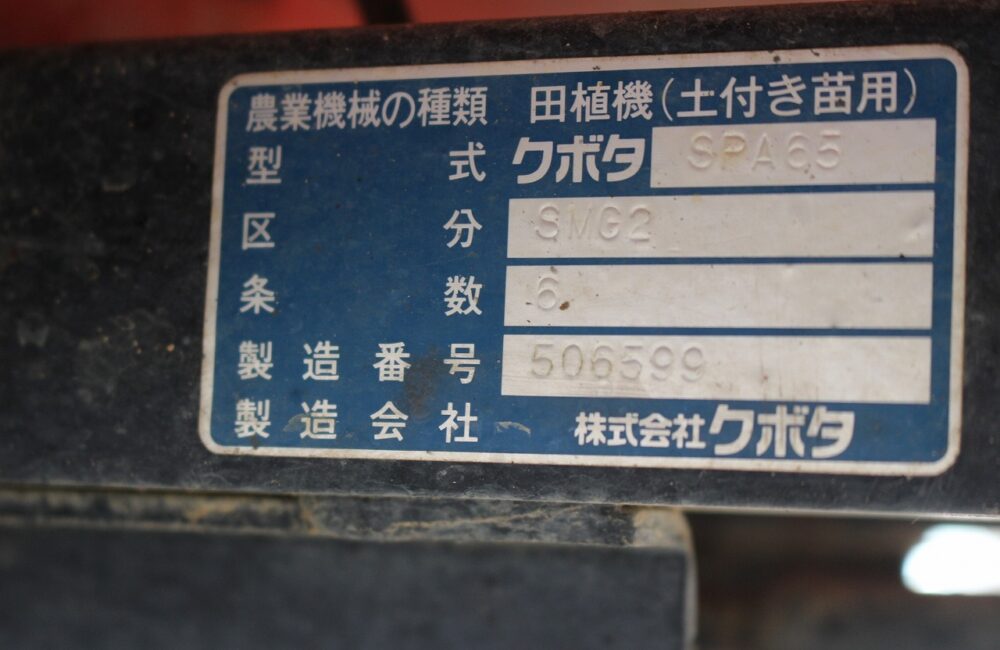 農業機械の種類 田植機(土付き苗用)
型式 クボタ SPA65
区分 SMG2
条数 6
製造番号 506599
製造会社 株式会社クボタ